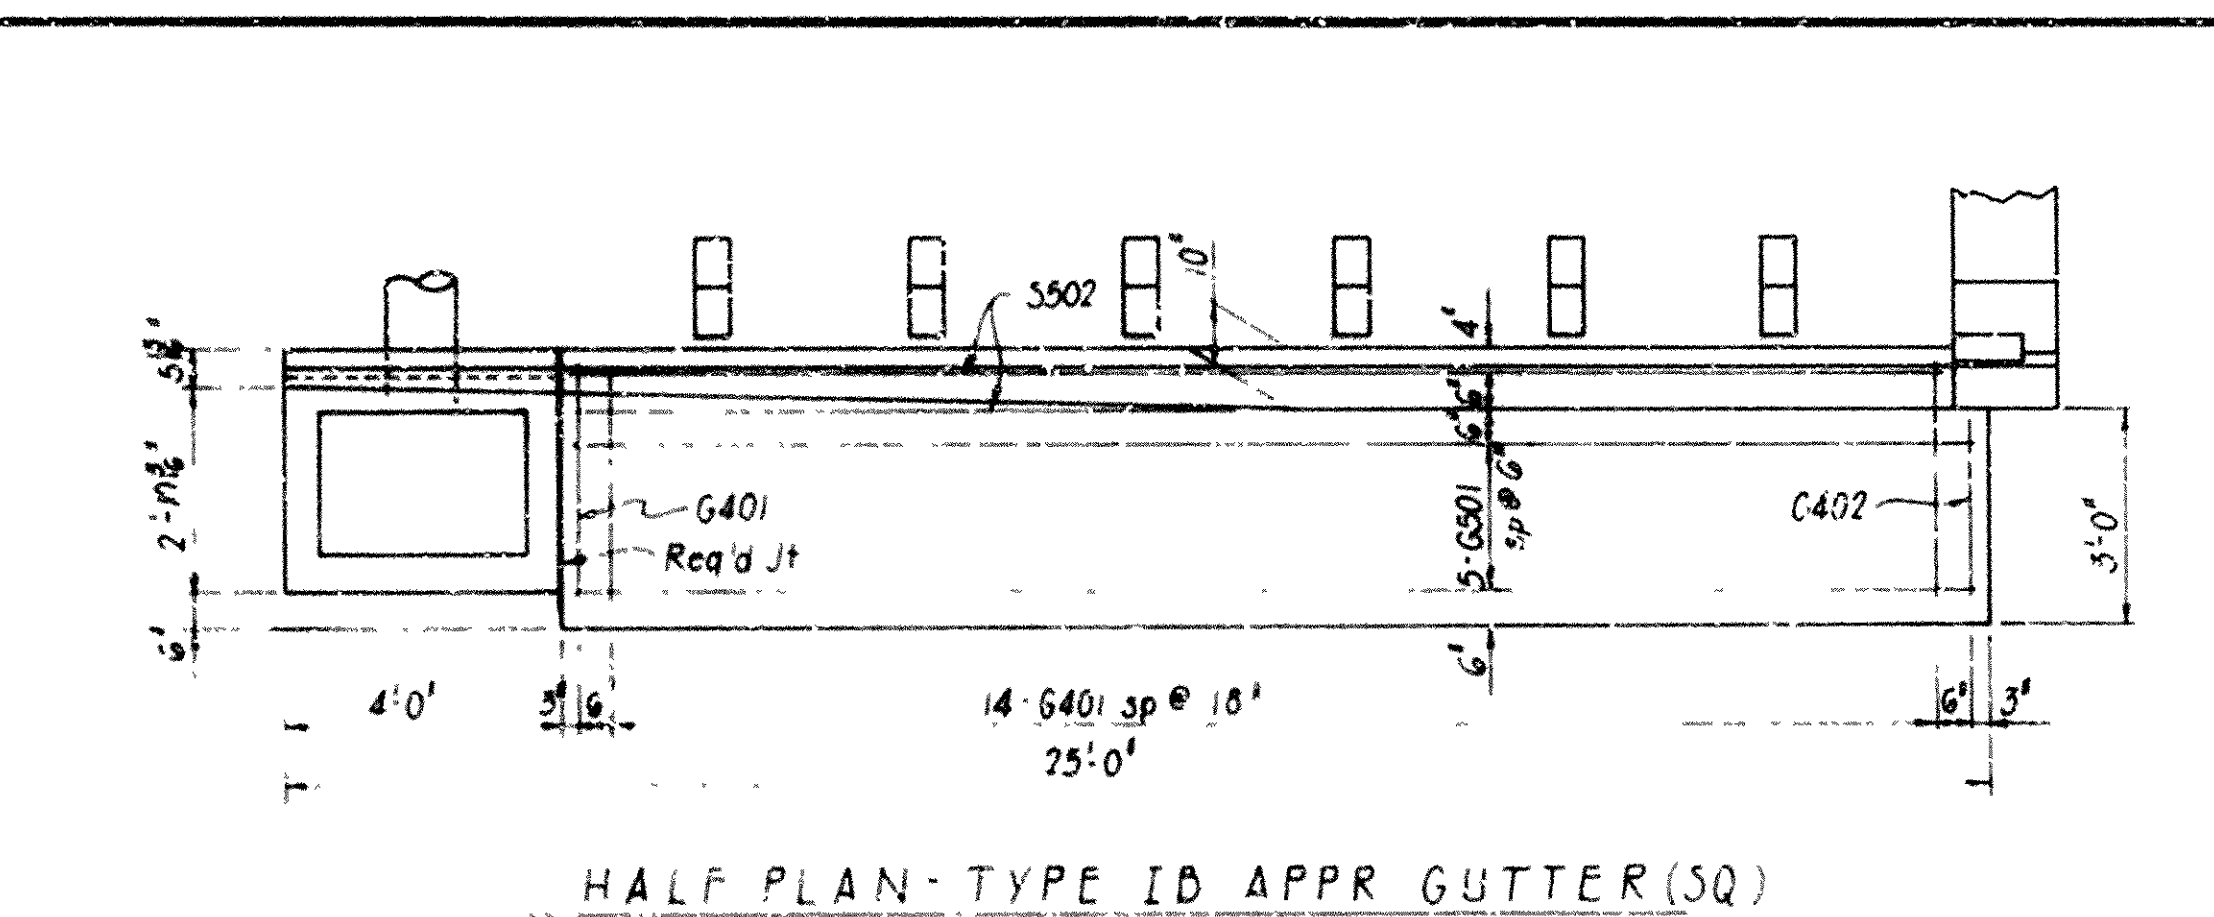 10"
S502
4"
5 13/16"
6"
6"
2'-11 3/16"
5-G501
sp @ 6"
G401
G402
3'-0"
Req'd Jt
6"
6"
4'-0"
3"
6
14-G401 sp @ 18"
6"
3"
25'-0"
HALF PLAN-TYPE IB APPR GUTTER(SQ)